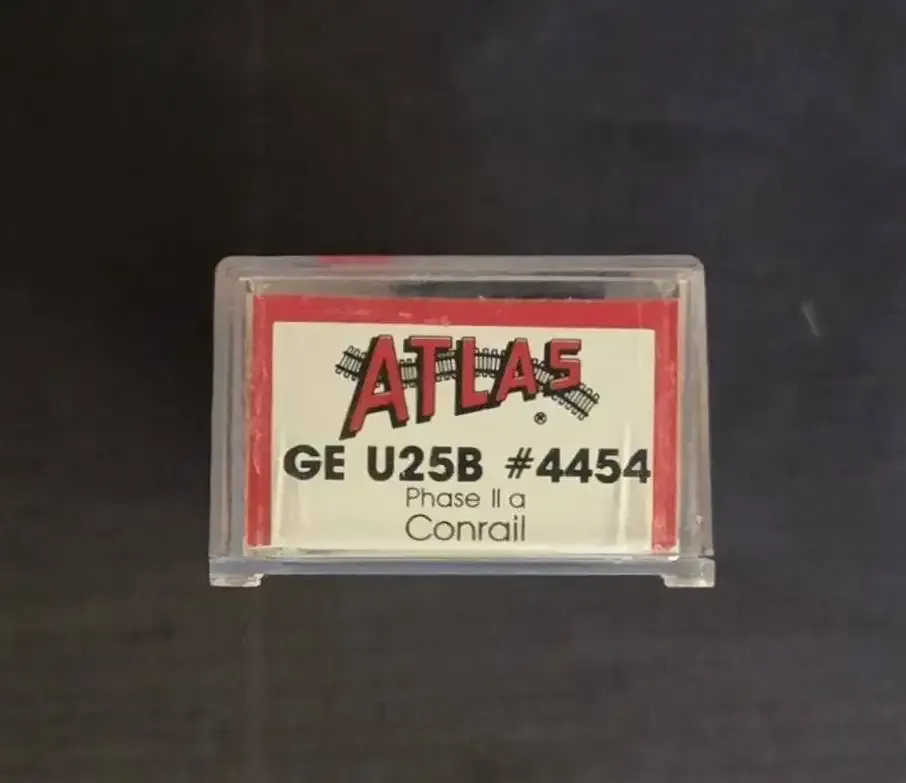 ATLAS®
GE U25B #4454
Phase II a
Conrail